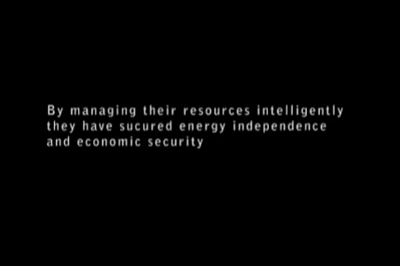 By managing their resources intelligently
they have sucured energy independence
and economic security